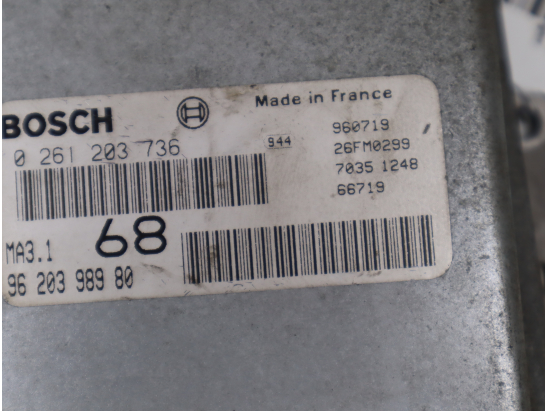 BOSCH
Made in France
0 261 203 736
944
960719
26FM0299
7035 1248
66719
MA3.1
68
96 203 989 80